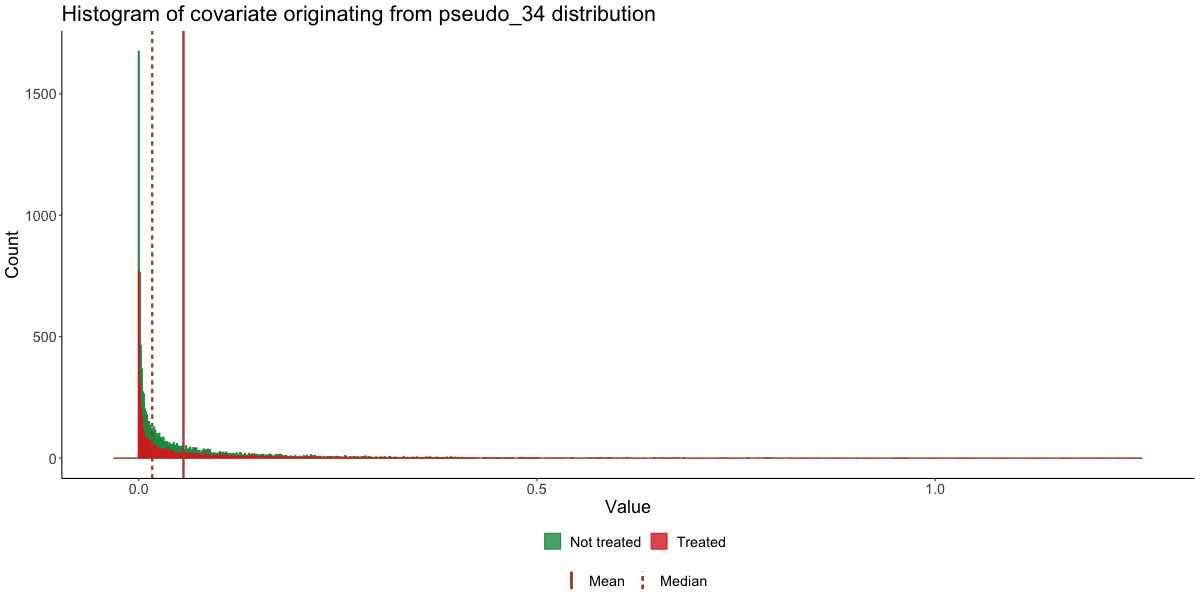 Histogram of covariate originating from pseudo_34 distribution
1500
1000
500
0
Count
0.0 0.5 1.0
Value
Not treated Treated
Mean Median